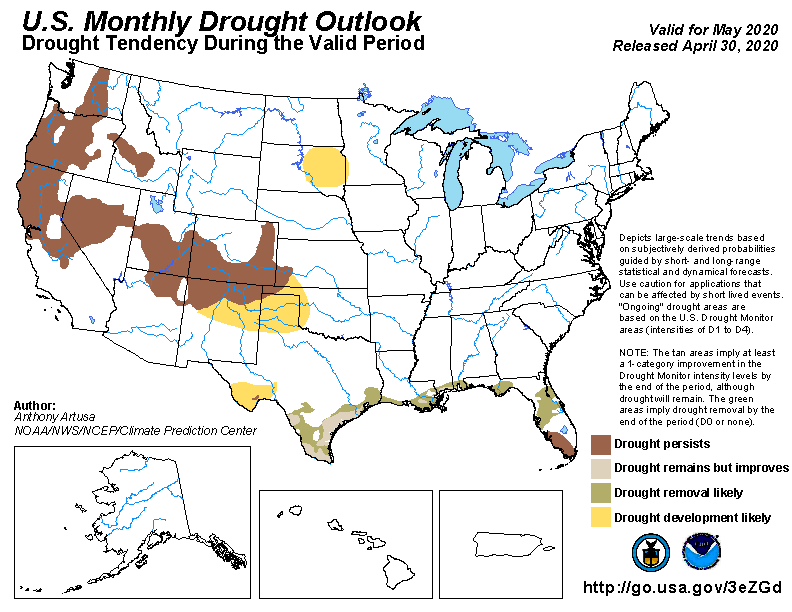 U.S. Monthly Drought Outlook
Drought Tendency During the Valid Period
Valid for May 2020
Released April 30, 2020
Depicts large-scale trends based
on subjectively derived probabilities
guided by short- and long-range
statistical and dynamical forecasts.
Use caution for applications that
can be affected by short lived events.
"Ongoing" drought areas are
based on the U.S. Drought Monitor
areas (intensities of D1 to D4).
NOTE: The tan areas imply at least
a 1-category improvement in the
Drought Monitor intensity levels by
the end of the period, although
drought will remain. The green
areas imply drought removal by the
end of the period (D0 or none).
Author:
Anthony Artusa
NOAA/NWS/NCEP/Climate Prediction Center
Drought persists
Drought remains but improves
Drought removal likely
Drought development likely
http://go.usa.gov/3eZGd